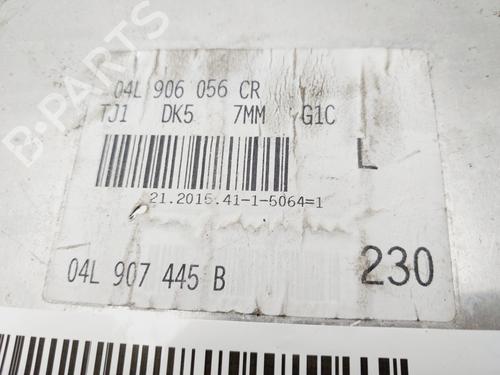 04L 906 056 CR
TJ1 DK5 7MM G1C
L
21.2015.41-1-5064=1
04L 907 445 B
230
B-PARTS